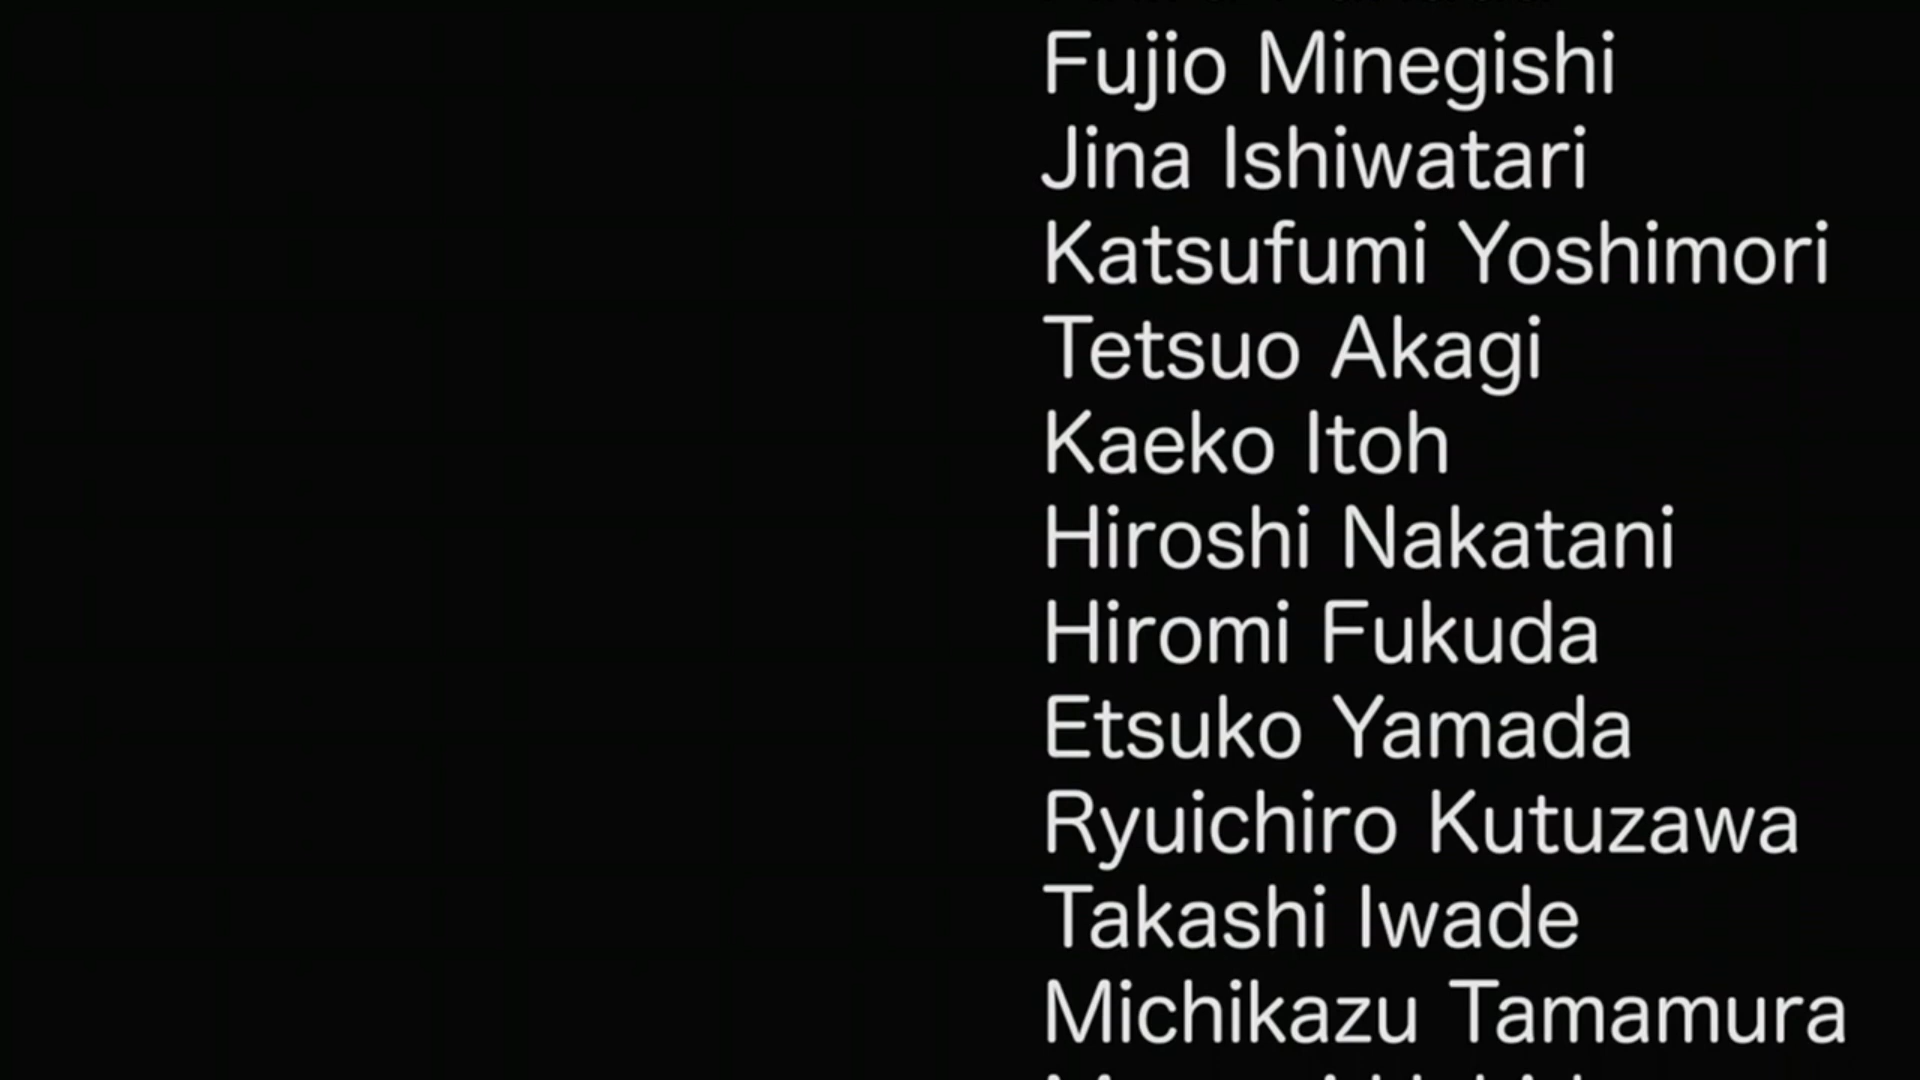 Fujio Minegishi
Jina Ishiwatari
Katsufumi Yoshimori
Tetsuo Akagi
Kaeko Itoh
Hiroshi Nakatani
Hiromi Fukuda
Etsuko Yamada
Ryuichiro Kutuzawa
Takashi Iwade
Michikazu Tamamura